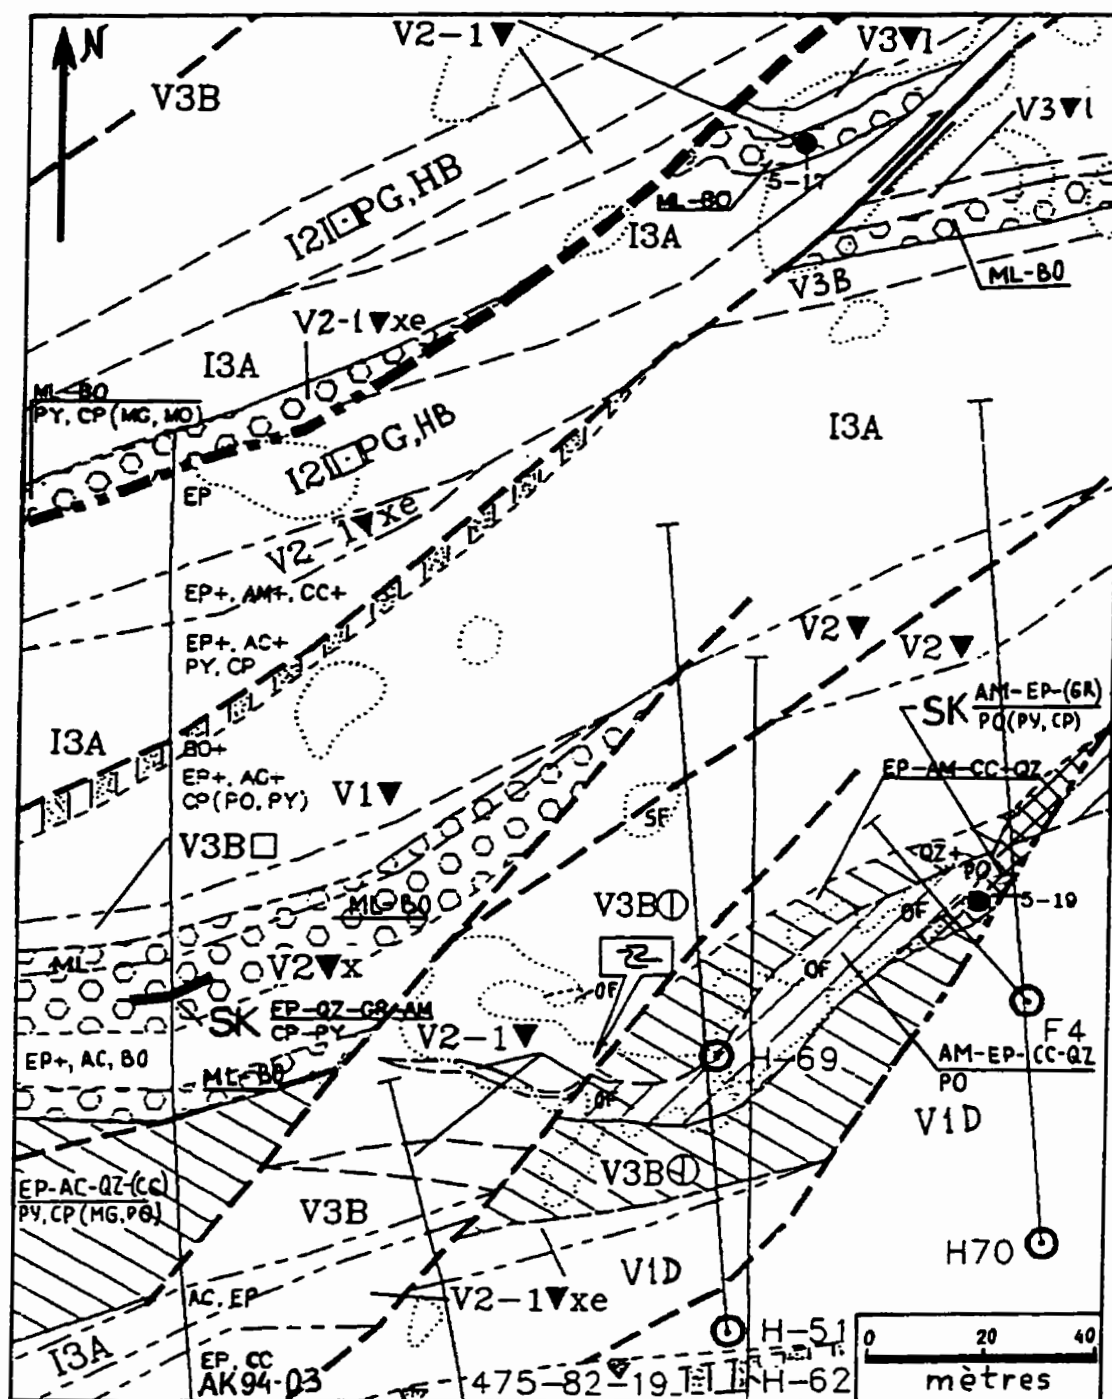 N
V2-1▼
V3▼l
V3B
V3▼l
I2I⊡PG,HB
5-17
ML-BO
I3A
V3B
ML-BO
V2-1▼xe
I3A
ML-BO
PY, CP (MG, MO)
I3A
I2I⊡PG,HB
EP
V2-1▼xe
EP+, AM+, CC+
EP+, AC+
PY, CP
V2▼
V2▼
SK AM-EP-(GR)
PO(PY, CP)
I3A
BO+
EP+, AC+
CP(PO, PY)
V1▼
EP-AM-CC-QZ
SF
V3B□
QZ+
PO
ML-BO
V3B①
OF
5-19
ML
V2▼x
OF
OF
SK EP-QZ-GR-AM
CP-PY
V2-1▼
F4
EP+, AC, BO
H-69
AM-EP-CC-QZ
PO
ML-BO
OF
V1D
EP-AC-QZ-(CC)
PY, CP(MG,PO)
V3B①
V3B
H70
V1D
AC, EP
V2-1▼xe
I3A
H-51
0 20 40
mètres
EP, CC
AK94-03
475-82-19
H-62